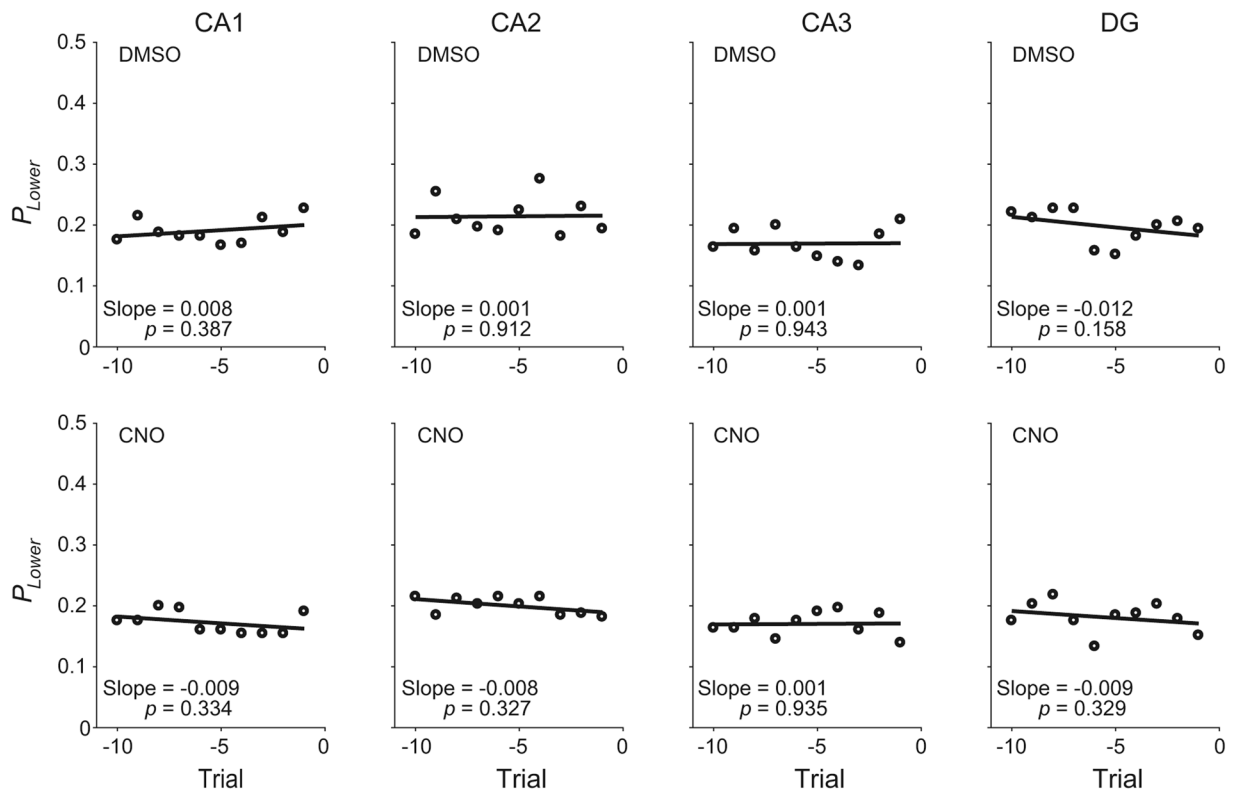 CA1 CA2 CA3 DG
0.5 DMSO DMSO DMSO DMSO
0.4
0.3
P_Lower
0.2
0.1
Slope = 0.008 Slope = 0.001 Slope = 0.001 Slope = -0.012
p = 0.387 p = 0.912 p = 0.943 p = 0.158
0
-10 -5 0 -10 -5 0 -10 -5 0 -10 -5 0
0.5 CNO CNO CNO CNO
0.4
0.3
P_Lower
0.2
0.1
Slope = -0.009 Slope = -0.008 Slope = 0.001 Slope = -0.009
p = 0.334 p = 0.327 p = 0.935 p = 0.329
0
-10 -5 0 -10 -5 0 -10 -5 0 -10 -5 0
Trial Trial Trial Trial